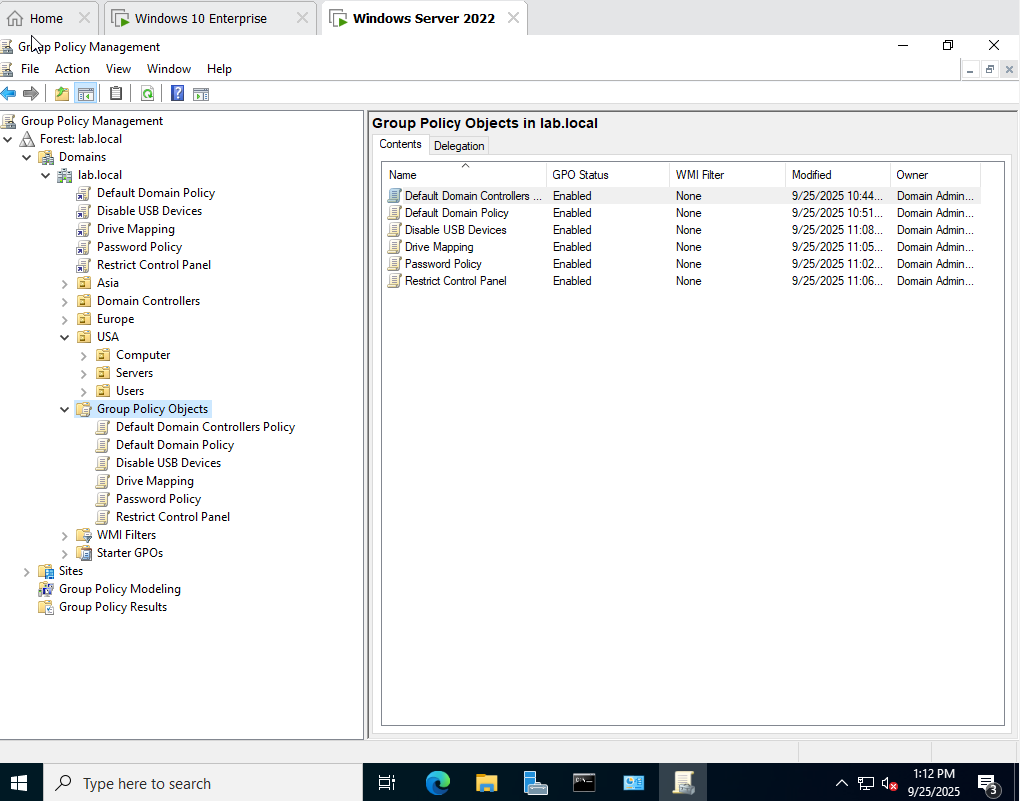 Home
Windows 10 Enterprise
Windows Server 2022
Group Policy Management
File Action View Window Help
Group Policy Management
Forest: lab.local
Domains
lab.local
Default Domain Policy
Disable USB Devices
Drive Mapping
Password Policy
Restrict Control Panel
Asia
Domain Controllers
Europe
USA
Computer
Servers
Users
Group Policy Objects
Default Domain Controllers Policy
Default Domain Policy
Disable USB Devices
Drive Mapping
Password Policy
Restrict Control Panel
WMI Filters
Starter GPOs
Sites
Group Policy Modeling
Group Policy Results
Group Policy Objects in lab.local
Contents Delegation
Name GPO Status WMI Filter Modified Owner
Default Domain Controllers ... Enabled None 9/25/2025 10:44... Domain Admin...
Default Domain Policy Enabled None 9/25/2025 10:51... Domain Admin...
Disable USB Devices Enabled None 9/25/2025 11:08... Domain Admin...
Drive Mapping Enabled None 9/25/2025 11:05... Domain Admin...
Password Policy Enabled None 9/25/2025 11:02... Domain Admin...
Restrict Control Panel Enabled None 9/25/2025 11:06... Domain Admin...
Type here to search
1:12 PM
9/25/2025
3